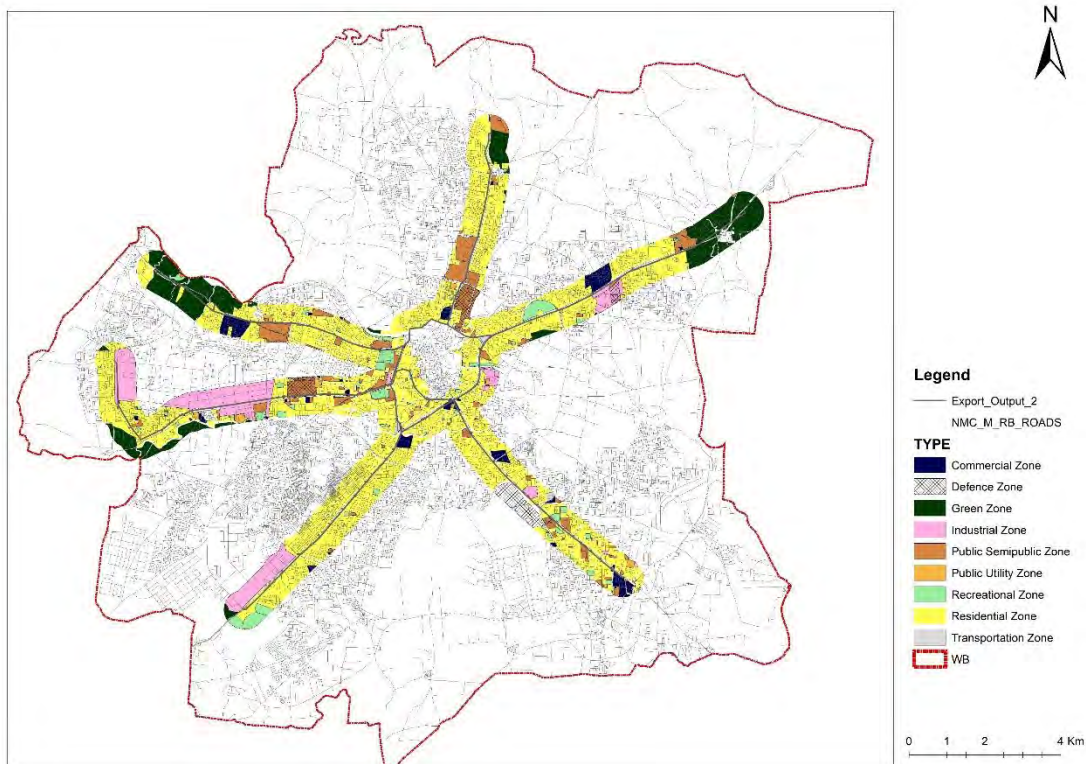 N
Legend
Export_Output_2
NMC_M_RB_ROADS
TYPE
Commercial Zone
Defence Zone
Green Zone
Industrial Zone
Public Semipublic Zone
Public Utility Zone
Recreational Zone
Residential Zone
Transportation Zone
WB
0 1 2 4 Km